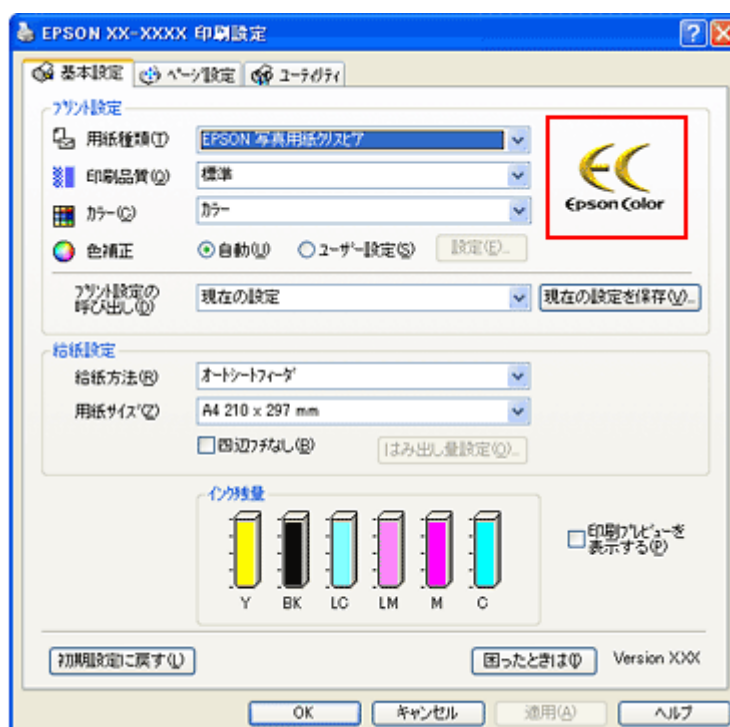 EPSON XX-XXXX 印刷設定
基本設定 ページ設定 ユーティリティ
プリント設定
用紙種類(T) EPSON 写真用紙クリスピア
印刷品質(Q) 標準
カラー(C) カラー
色補正 自動(U) ユーザー設定(S) 設定(E)...
EC
Epson Color
プリント設定の
呼び出し(D) 現在の設定 現在の設定を保存(V)...
給紙設定
給紙方法(R) オートシートフィーダ
用紙サイズ(Z) A4 210 x 297 mm
四辺フチなし(B) はみ出し量設定(O)...
インク残量
Y BK LC LM M C
印刷プレビューを
表示する(P)
初期設定に戻す(L) 困ったときは(I) Version X.XX
OK キャンセル 適用(A) ヘルプ